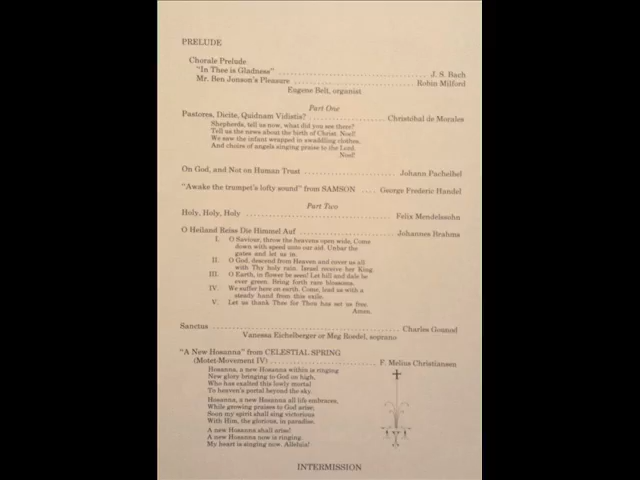 PRELUDE
Chorale Prelude
"In Thee is Gladness" J. S. Bach
Mr. Ben Jonson's Pleasure Robin Milford
Eugene Belt, organist
Part One
Pastores, Dicite, Quidnam Vidistis? Christóbal de Morales
Shepherds, tell us now, what did you see there?
Tell us the news about the birth of Christ. Noel!
We saw the infant wrapped in swaddling clothes,
And choirs of angels singing praise to the Lord.
Noel!
On God, and Not on Human Trust Johann Pachelbel
"Awake the trumpet's lofty sound" from SAMSON George Frederic Handel
Part Two
Holy, Holy, Holy Felix Mendelssohn
O Heiland Reiss Die Himmel Auf Johannes Brahms
I. O Saviour, throw the heavens open wide, Come
down with speed unto our aid. Unbar the
gates and let us in.
II. O God, descend from Heaven and cover us all
with Thy holy rain. Israel receive her King.
III. O Earth, in flower be seen! Let hill and dale be
ever green. Bring forth rare blossoms.
IV. We suffer here on earth. Come, lead us with a
steady hand from this exile.
V. Let us thank Thee for Thou has set us free.
Amen.
Sanctus Charles Gounod
Vanessa Eichelberger or Meg Roedel, soprano
"A New Hosanna" from CELESTIAL SPRING
(Motet-Movement IV) F. Melius Christiansen
Hosanna, a new Hosanna within is ringing
New glory bringing to God on high,
Who has exalted this lowly mortal
To heaven's portal beyond the sky.
Hosanna, a new Hosanna all life embraces,
While growing praises to God arise;
Soon my spirit shall sing victorious
With Him, the glorious, in paradise.
A new Hosanna shall arise!
A new Hosanna now is ringing.
My heart is singing now. Alleluia!
INTERMISSION